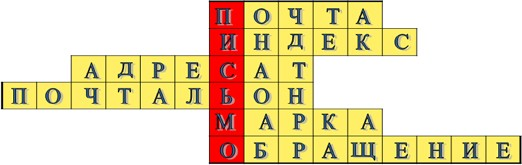 ПОЧТА
ИНДЕКС
АДРЕСАТ
ПОЧТАЛЬОН
МАРКА
ОБРАЩЕНИЕ